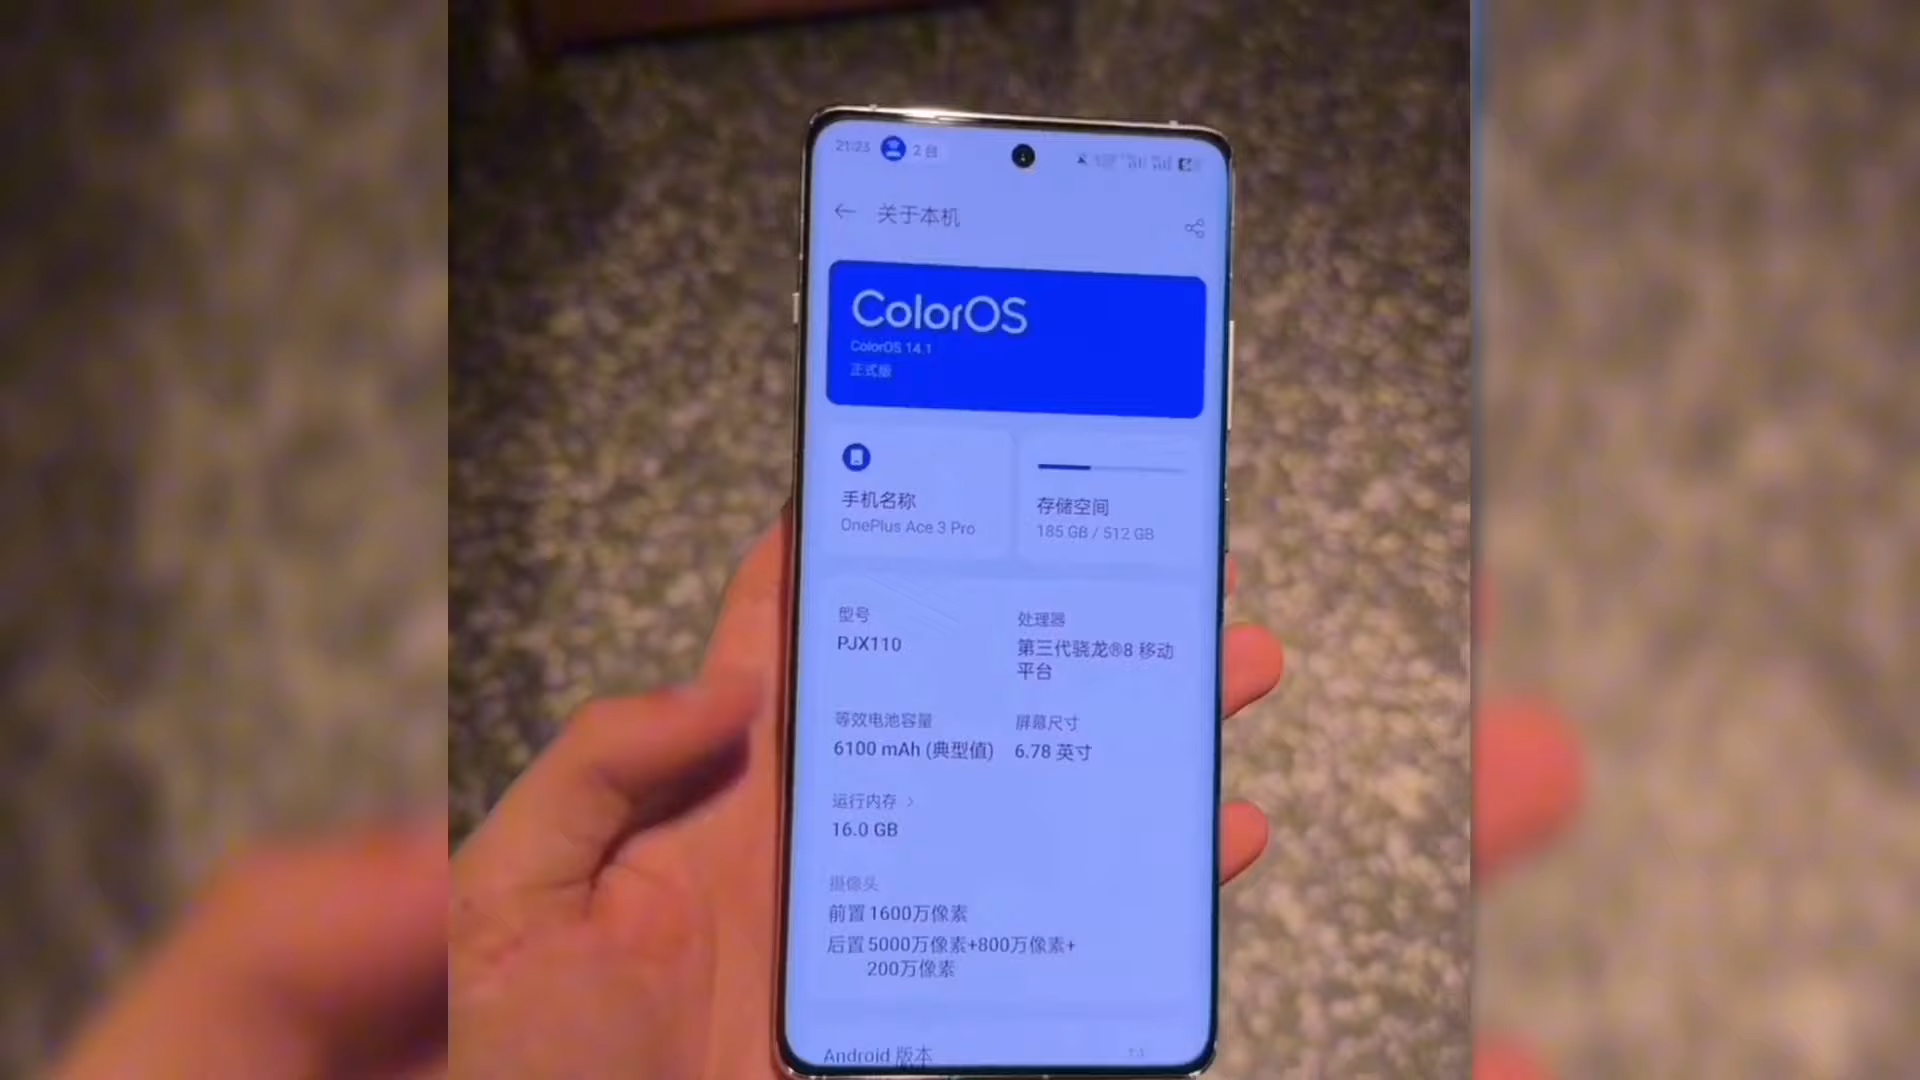 21:23 2台
关于本机
ColorOS
ColorOS 14.1
正式版
手机名称
OnePlus Ace 3 Pro
存储空间
185 GB / 512 GB
型号
PJX110
处理器
第三代骁龙®8 移动
平台
等效电池容量
6100 mAh (典型值)
屏幕尺寸
6.78 英寸
运行内存 >
16.0 GB
摄像头
前置1600万像素
后置5000万像素+800万像素+
200万像素
Android 版本